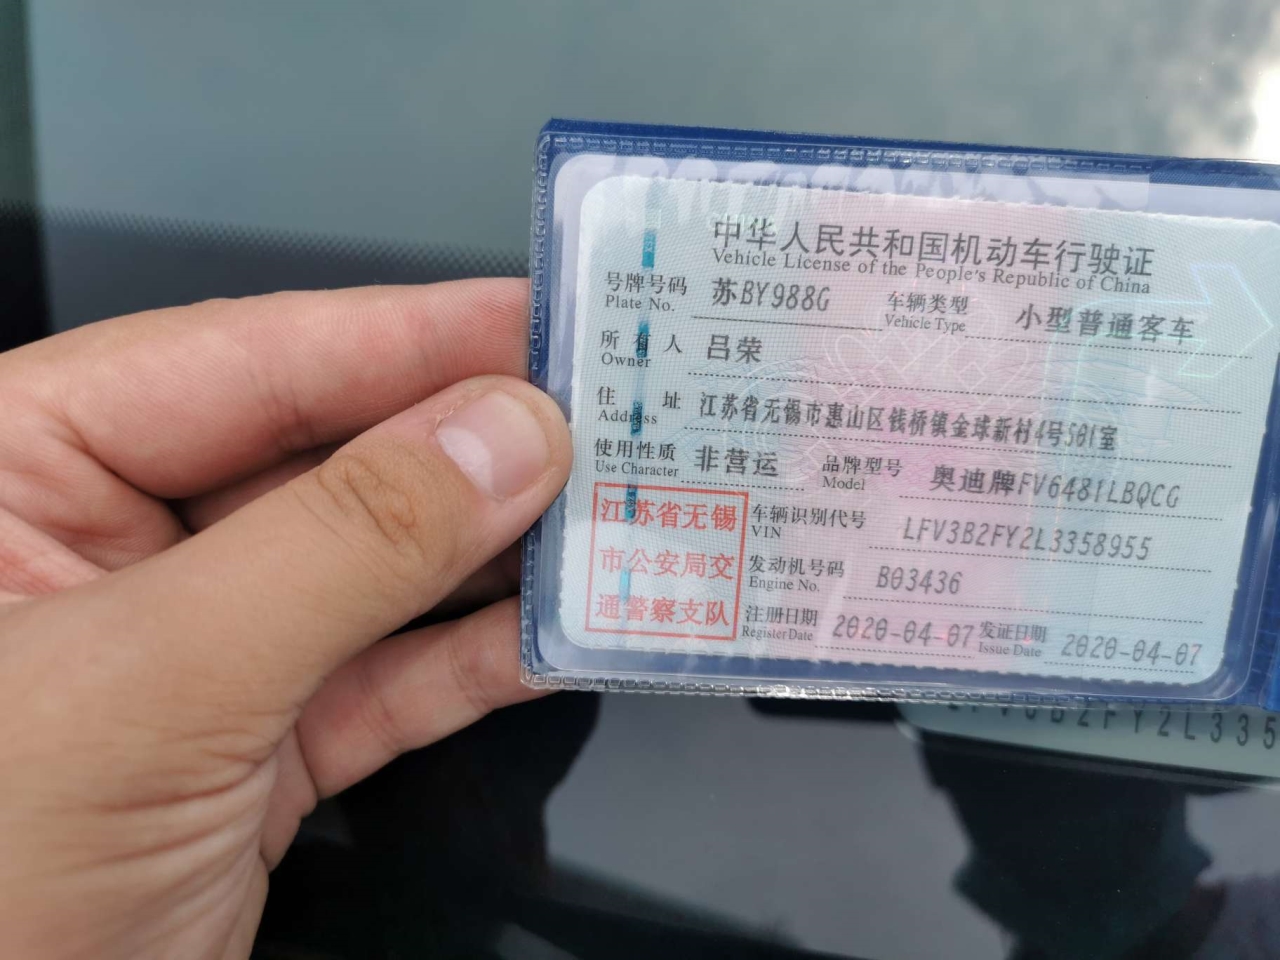 中华人民共和国机动车行驶证
Vehicle License of the People's Republic of China
号牌号码 苏BY988G 车辆类型 小型普通客车
Plate No. Vehicle Type
所有人 吕荣
Owner
住址 江苏省无锡市惠山区钱桥镇金球新村4号501室
Address
使用性质 非营运 品牌型号 奥迪牌FV6481LBQCG
Use Character Model
江苏省无锡
市公安局交
通警察支队
车辆识别代号 LFV3B2FY2L3358955
VIN
发动机号码 B03436
Engine No.
注册日期 2020-04-07 发证日期 2020-04-07
Register Date Issue Date
LFV3B2FY2L335